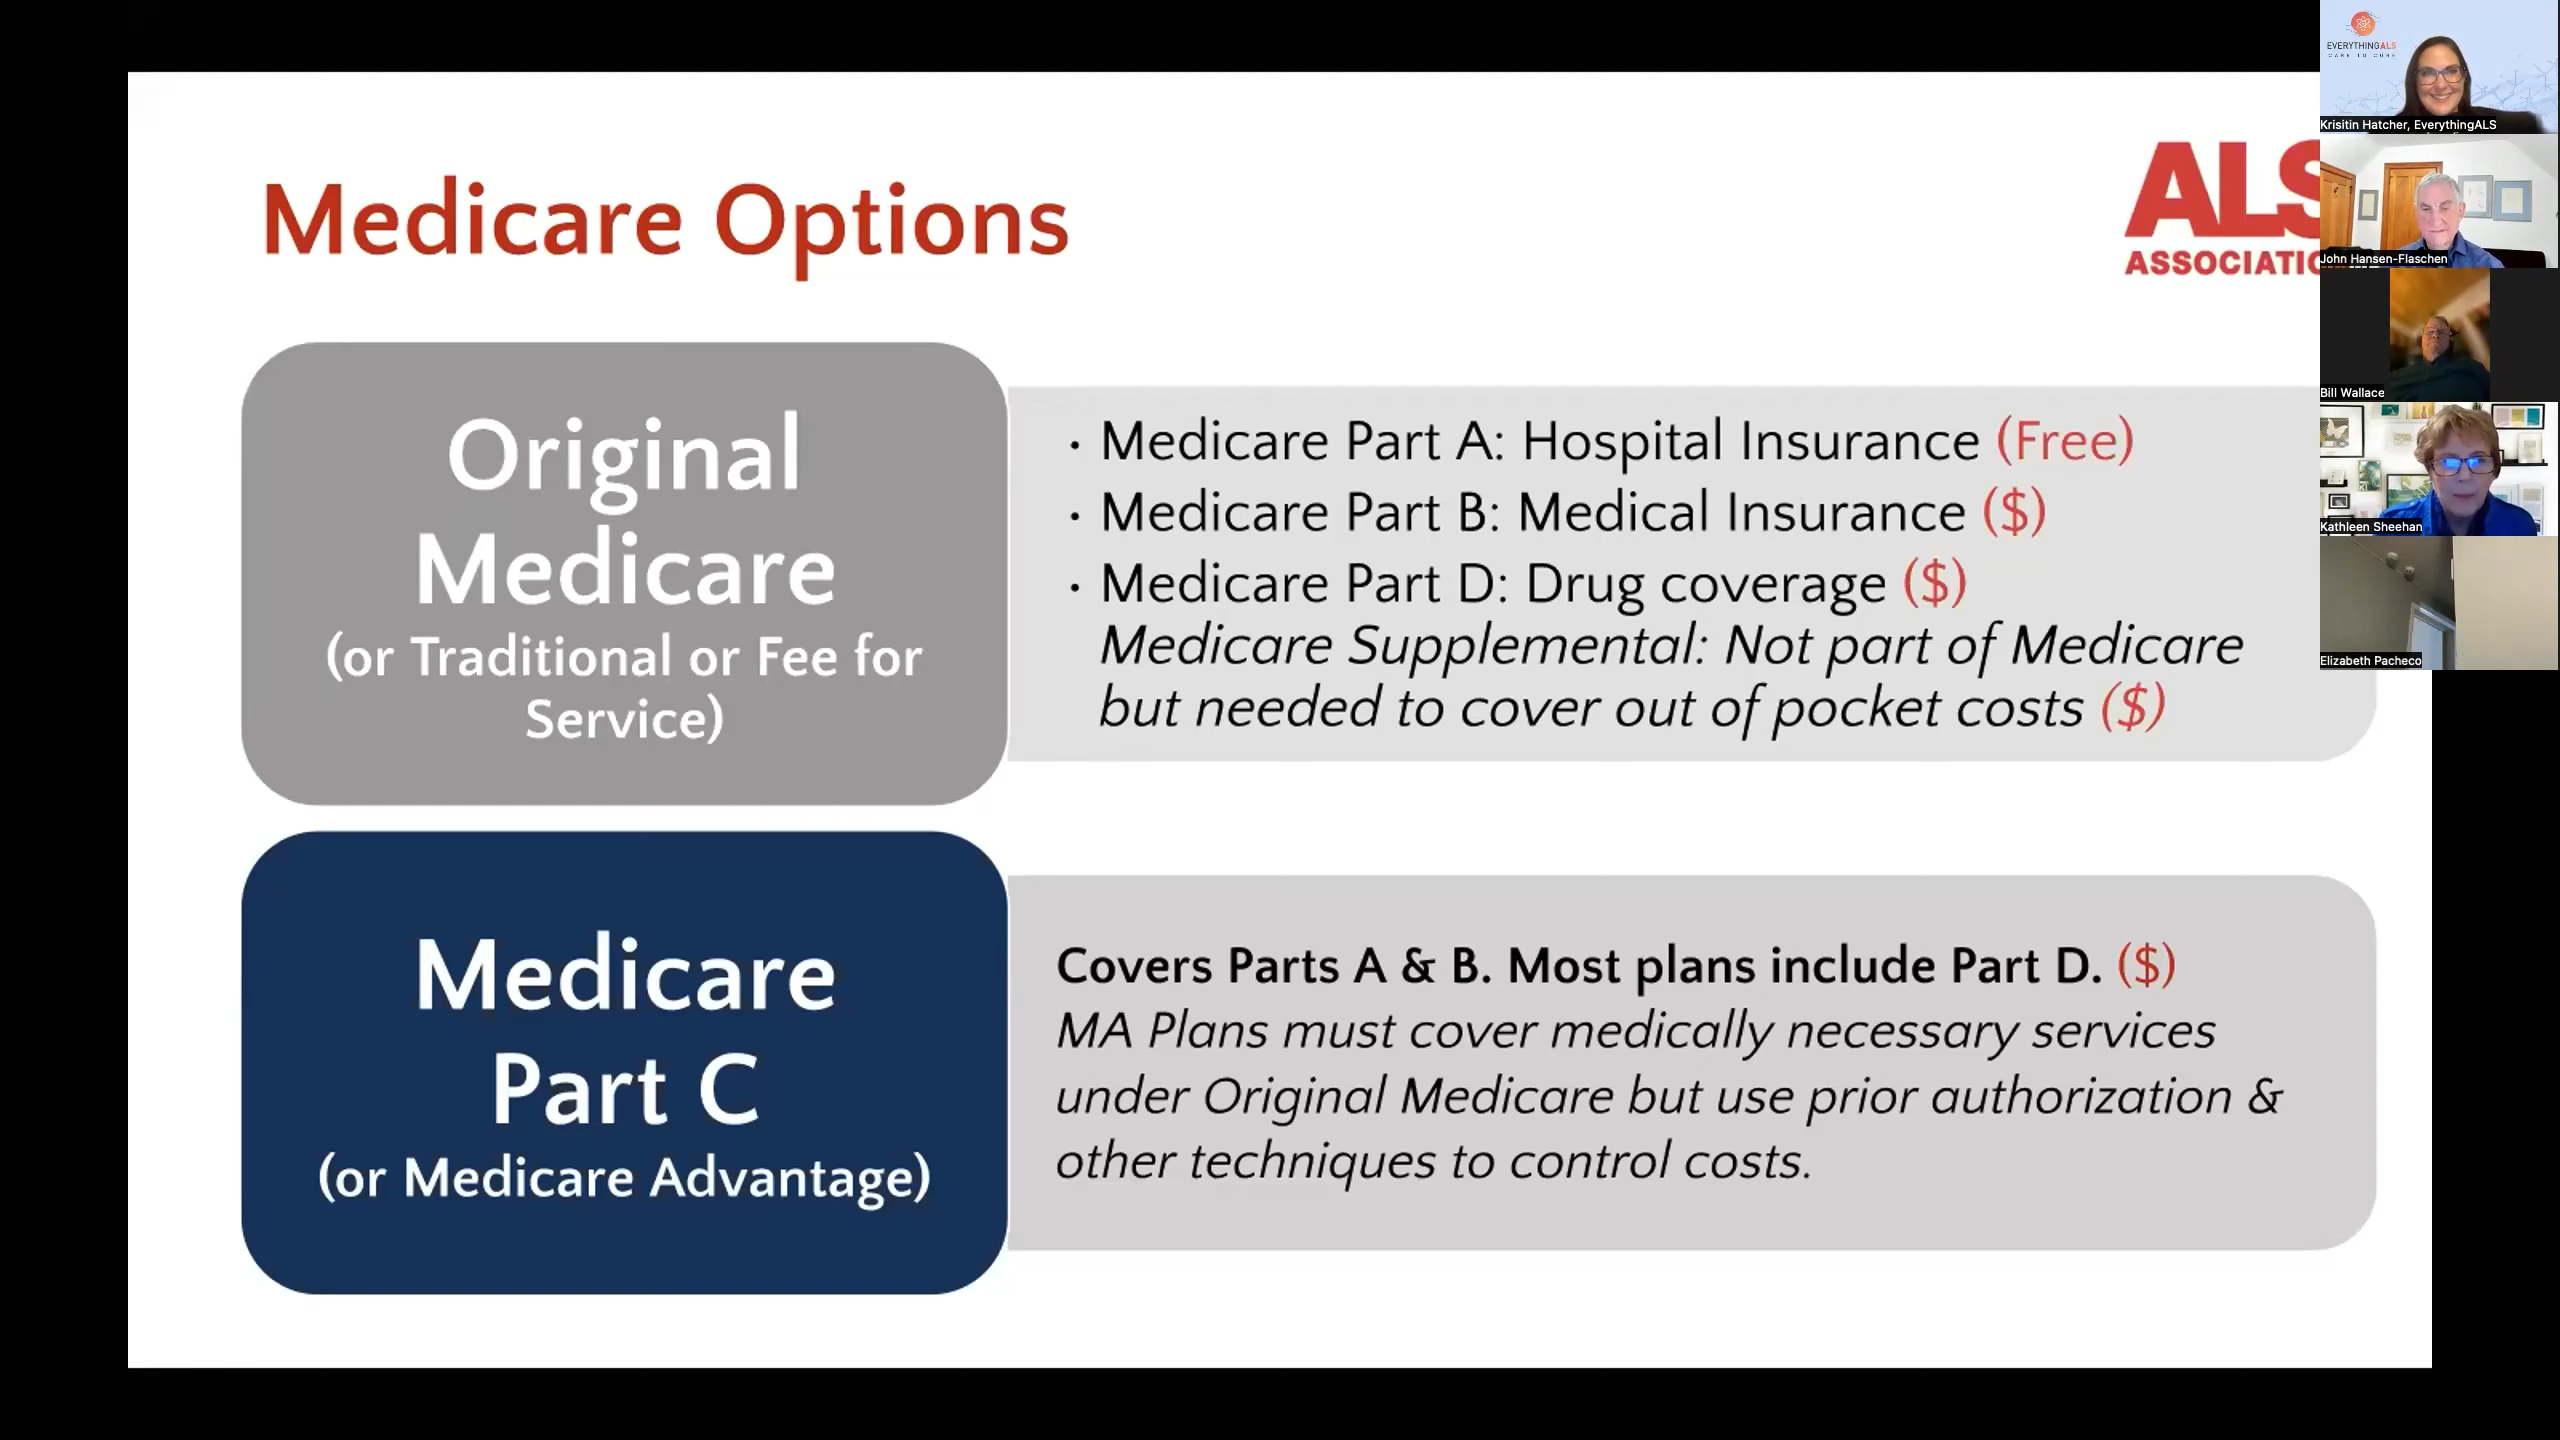 Medicare Options
ALS
ASSOCIATIO
Original
Medicare
(or Traditional or Fee for
Service)
• Medicare Part A: Hospital Insurance (Free)
• Medicare Part B: Medical Insurance ($)
• Medicare Part D: Drug coverage ($)
Medicare Supplemental: Not part of Medicare
but needed to cover out of pocket costs ($)
Medicare
Part C
(or Medicare Advantage)
Covers Parts A & B. Most plans include Part D. ($)
MA Plans must cover medically necessary services
under Original Medicare but use prior authorization &
other techniques to control costs.
EVERYTHINGALS
CARE TO CURE
Krisitin Hatcher, EverythingALS
John Hansen-Flaschen
Bill Wallace
Kathleen Sheehan
Elizabeth Pacheco